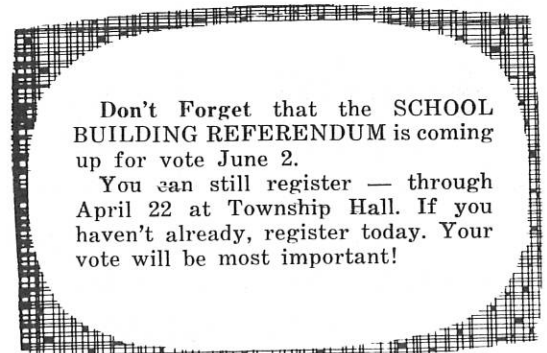 Don't Forget that the SCHOOL
BUILDING REFERENDUM is coming
up for vote June 2.
You can still register — through
April 22 at Township Hall. If you
haven't already, register today. Your
vote will be most important!